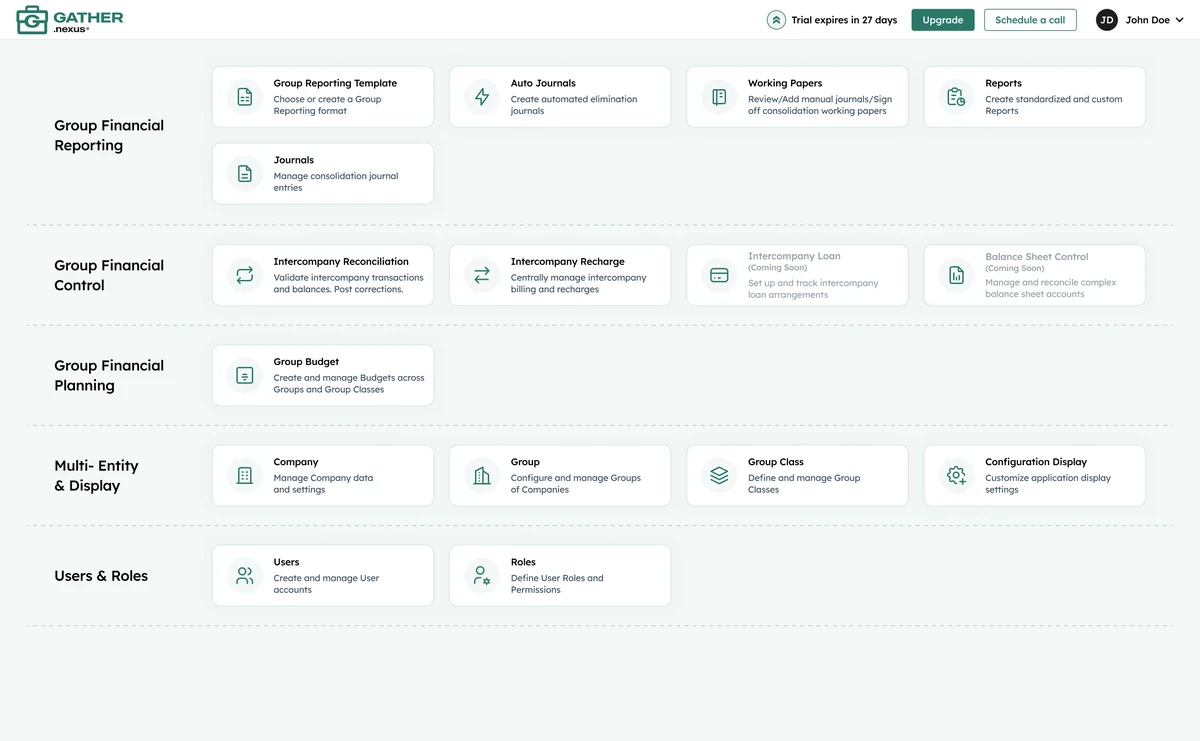 GATHER
.nexus®
Trial expires in 27 days
Upgrade
Schedule a call
JD
John Doe
Group Financial
Reporting
Group Reporting Template
Choose or create a Group
Reporting format
Auto Journals
Create automated elimination
journals
Working Papers
Review/Add manual journals/Sign
off consolidation working papers
Reports
Create standardized and custom
Reports
Journals
Manage consolidation journal
entries
Group Financial
Control
Intercompany Reconciliation
Validate intercompany transactions
and balances. Post corrections.
Intercompany Recharge
Centrally manage intercompany
billing and recharges
Intercompany Loan
(Coming Soon)
Set up and track intercompany
loan arrangements
Balance Sheet Control
(Coming Soon)
Manage and reconcile complex
balance sheet accounts
Group Financial
Planning
Group Budget
Create and manage Budgets across
Groups and Group Classes
Multi- Entity
& Display
Company
Manage Company data
and settings
Group
Configure and manage Groups
of Companies
Group Class
Define and manage Group
Classes
Configuration Display
Customize application display
settings
Users & Roles
Users
Create and manage User
accounts
Roles
Define User Roles and
Permissions